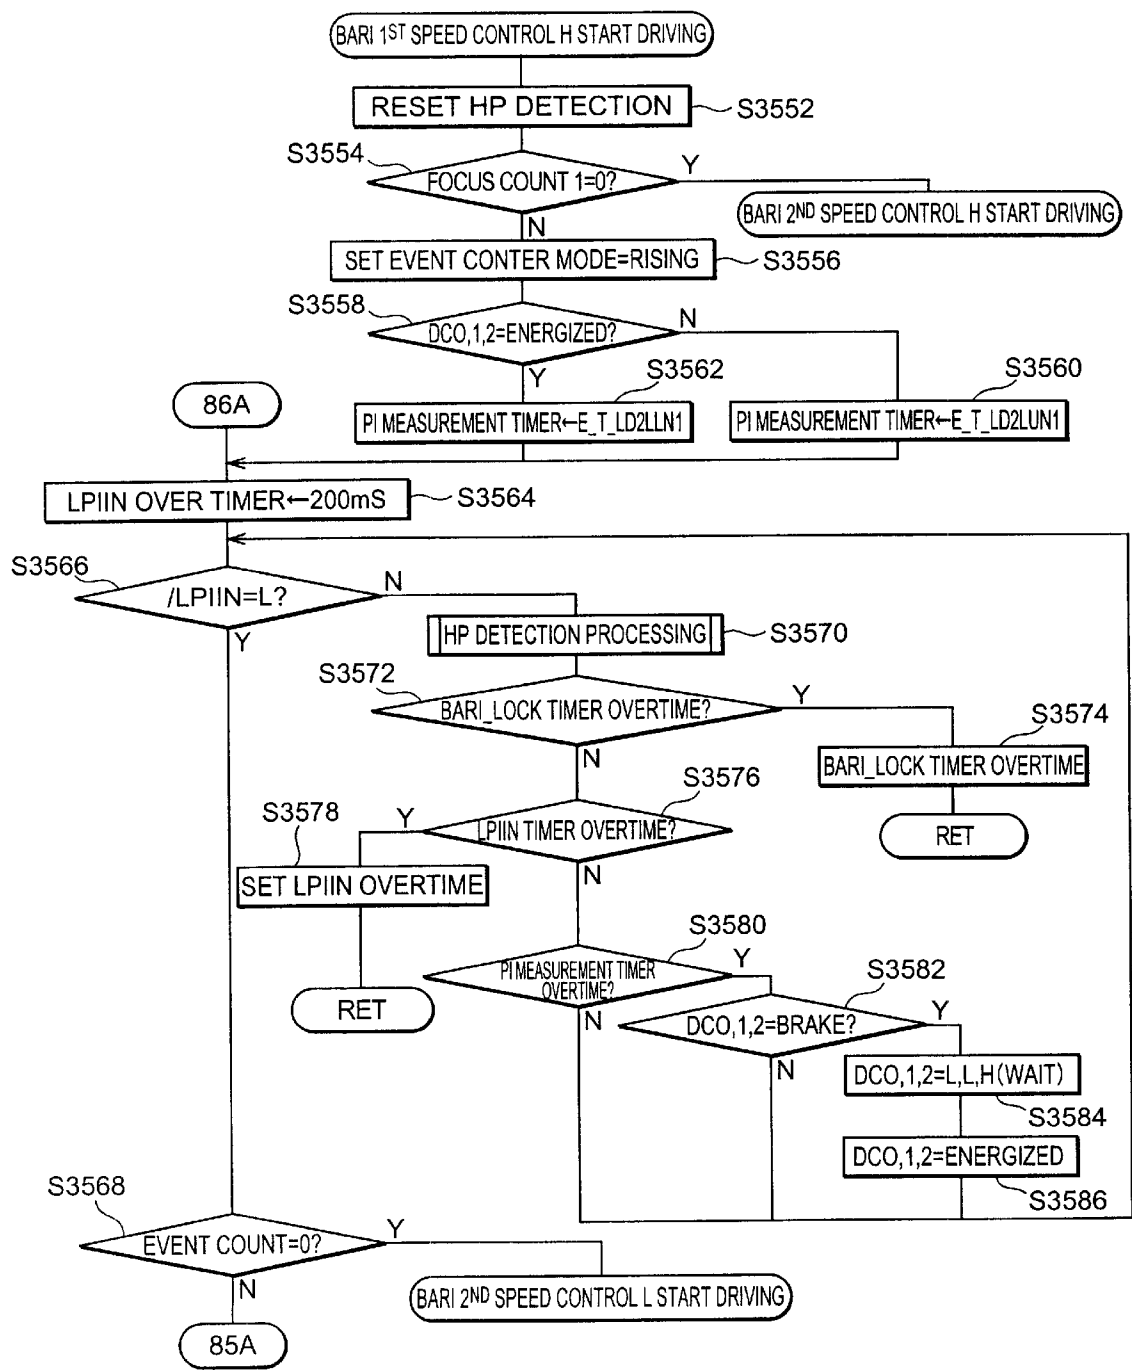 BARI 1ST SPEED CONTROL H START DRIVING
RESET HP DETECTION
S3552
S3554
FOCUS COUNT 1=0?
Y
BARI 2ND SPEED CONTROL H START DRIVING
N
SET EVENT CONTER MODE=RISING
S3556
S3558
DCO,1,2=ENERGIZED?
N
Y
S3562
S3560
86A
PI MEASUREMENT TIMER←E_T_LD2LLN1
PI MEASUREMENT TIMER←E_T_LD2LUN1
LPIIN OVER TIMER←200mS
S3564
S3566
/LPIIN=L?
N
Y
HP DETECTION PROCESSING
S3570
S3572
BARI_LOCK TIMER OVERTIME?
Y
S3574
N
BARI_LOCK TIMER OVERTIME
S3576
S3578
Y
LPIIN TIMER OVERTIME?
RET
SET LPIIN OVERTIME
N
S3580
PI MEASUREMENT TIMER
OVERTIME?
Y
S3582
RET
N
DCO,1,2=BRAKE?
Y
N
DCO,1,2=L,L,H(WAIT)
S3584
DCO,1,2=ENERGIZED
S3586
S3568
EVENT COUNT=0?
Y
N
BARI 2ND SPEED CONTROL L START DRIVING
85A